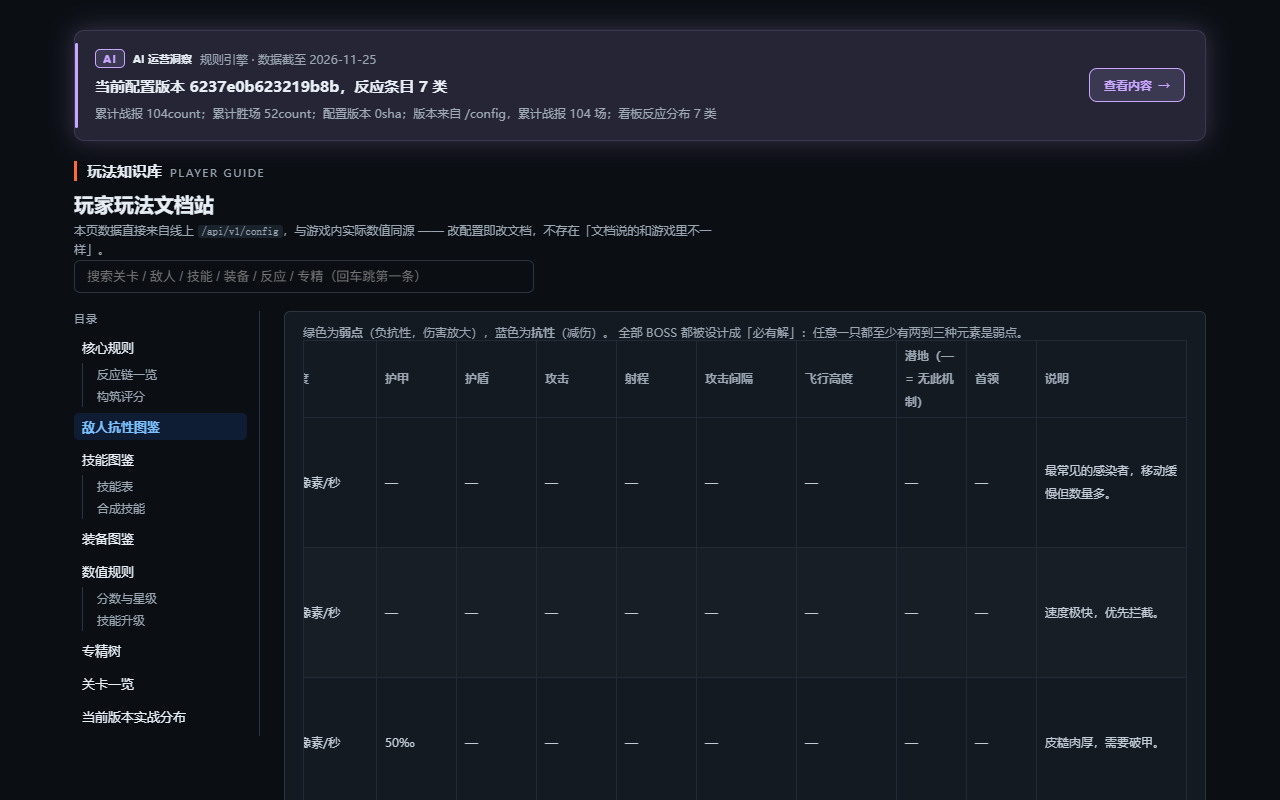 AI AI 运营洞察 规则引擎 · 数据截至 2026-11-25
当前配置版本 6237e0b623219b8b，反应条目 7 类
累计战报 104count；累计胜场 52count；配置版本 0sha；版本来自 /config，累计战报 104 场；看板反应分布 7 类
查看内容 →
玩法知识库 PLAYER GUIDE
玩家玩法文档站
本页数据直接来自线上 /api/v1/config，与游戏内实际数值同源 —— 改配置即改文档，不存在「文档说的和游戏里不一
样」。
搜索关卡 / 敌人 / 技能 / 装备 / 反应 / 专精（回车跳第一条）
目录
核心规则
反应链一览
构筑评分
敌人抗性图鉴
技能图鉴
技能表
合成技能
装备图鉴
数值规则
分数与星级
技能升级
专精树
关卡一览
当前版本实战分布
绿色为弱点（负抗性，伤害放大），蓝色为抗性（减伤）。 全部 BOSS 都被设计成「必有解」：任意一只都至少有两到三种元素是弱点。
度 护甲 护盾 攻击 射程 攻击间隔 飞行高度 潜地（— = 无此机制） 首领 说明
像素/秒 — — — — — — — — 最常见的感染者，移动缓慢但数量多。
像素/秒 — — — — — — — — 速度极快，优先拦截。
像素/秒 50‰ — — — — — — — 皮糙肉厚，需要破甲。